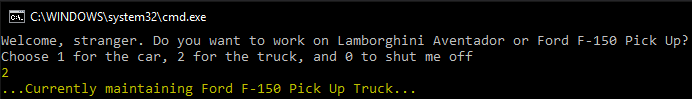 C:\WINDOWS\system32\cmd.exe
Welcome, stranger. Do you want to work on Lamborghini Aventador or Ford F-150 Pick Up?
Choose 1 for the car, 2 for the truck, and 0 to shut me off
2
...Currently maintaining Ford F-150 Pick Up Truck...